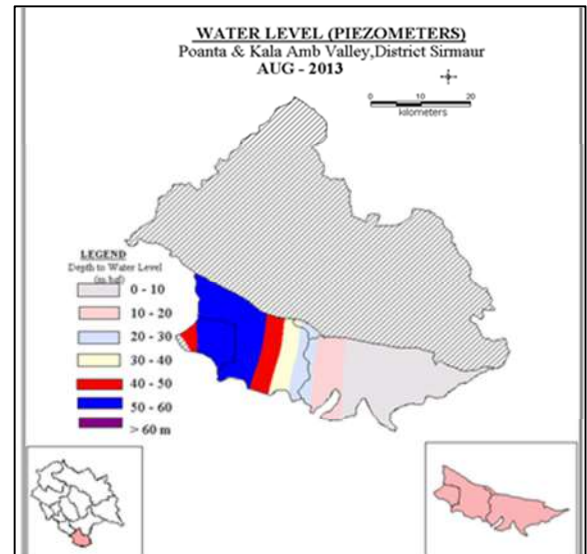 WATER LEVEL (PIEZOMETERS)
Poanta & Kala Amb Valley,District Sirmaur
AUG - 2013
0 10 20
kilometers
LEGEND
Depth to Water Level
(m bgl)
0 - 10
10 - 20
20 - 30
30 - 40
40 - 50
50 - 60
> 60 m